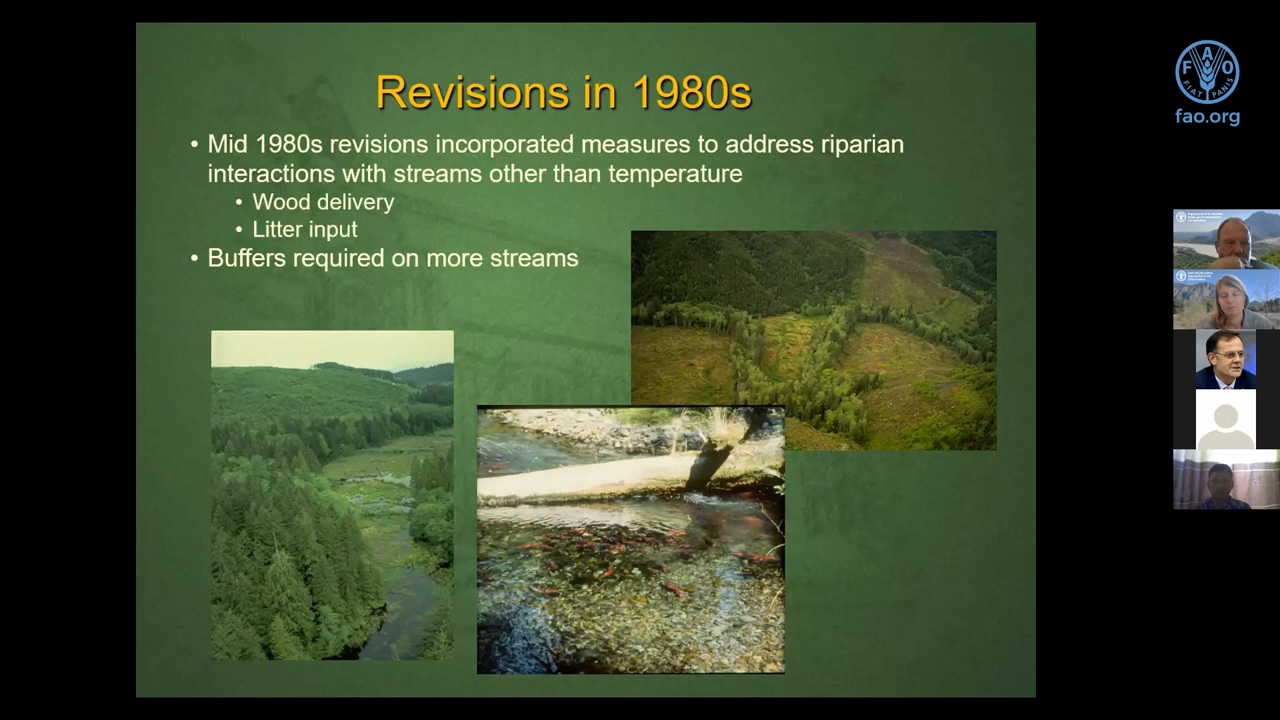 Revisions in 1980s
• Mid 1980s revisions incorporated measures to address riparian
interactions with streams other than temperature
• Wood delivery
• Litter input
• Buffers required on more streams
FAO
FIAT PANIS
fao.org